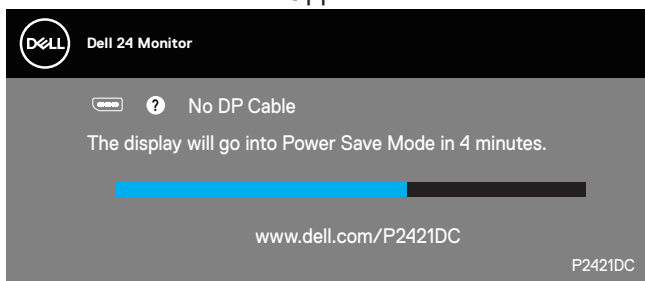 DELL
Dell 24 Monitor
? No DP Cable
The display will go into Power Save Mode in 4 minutes.
www.dell.com/P2421DC
P2421DC